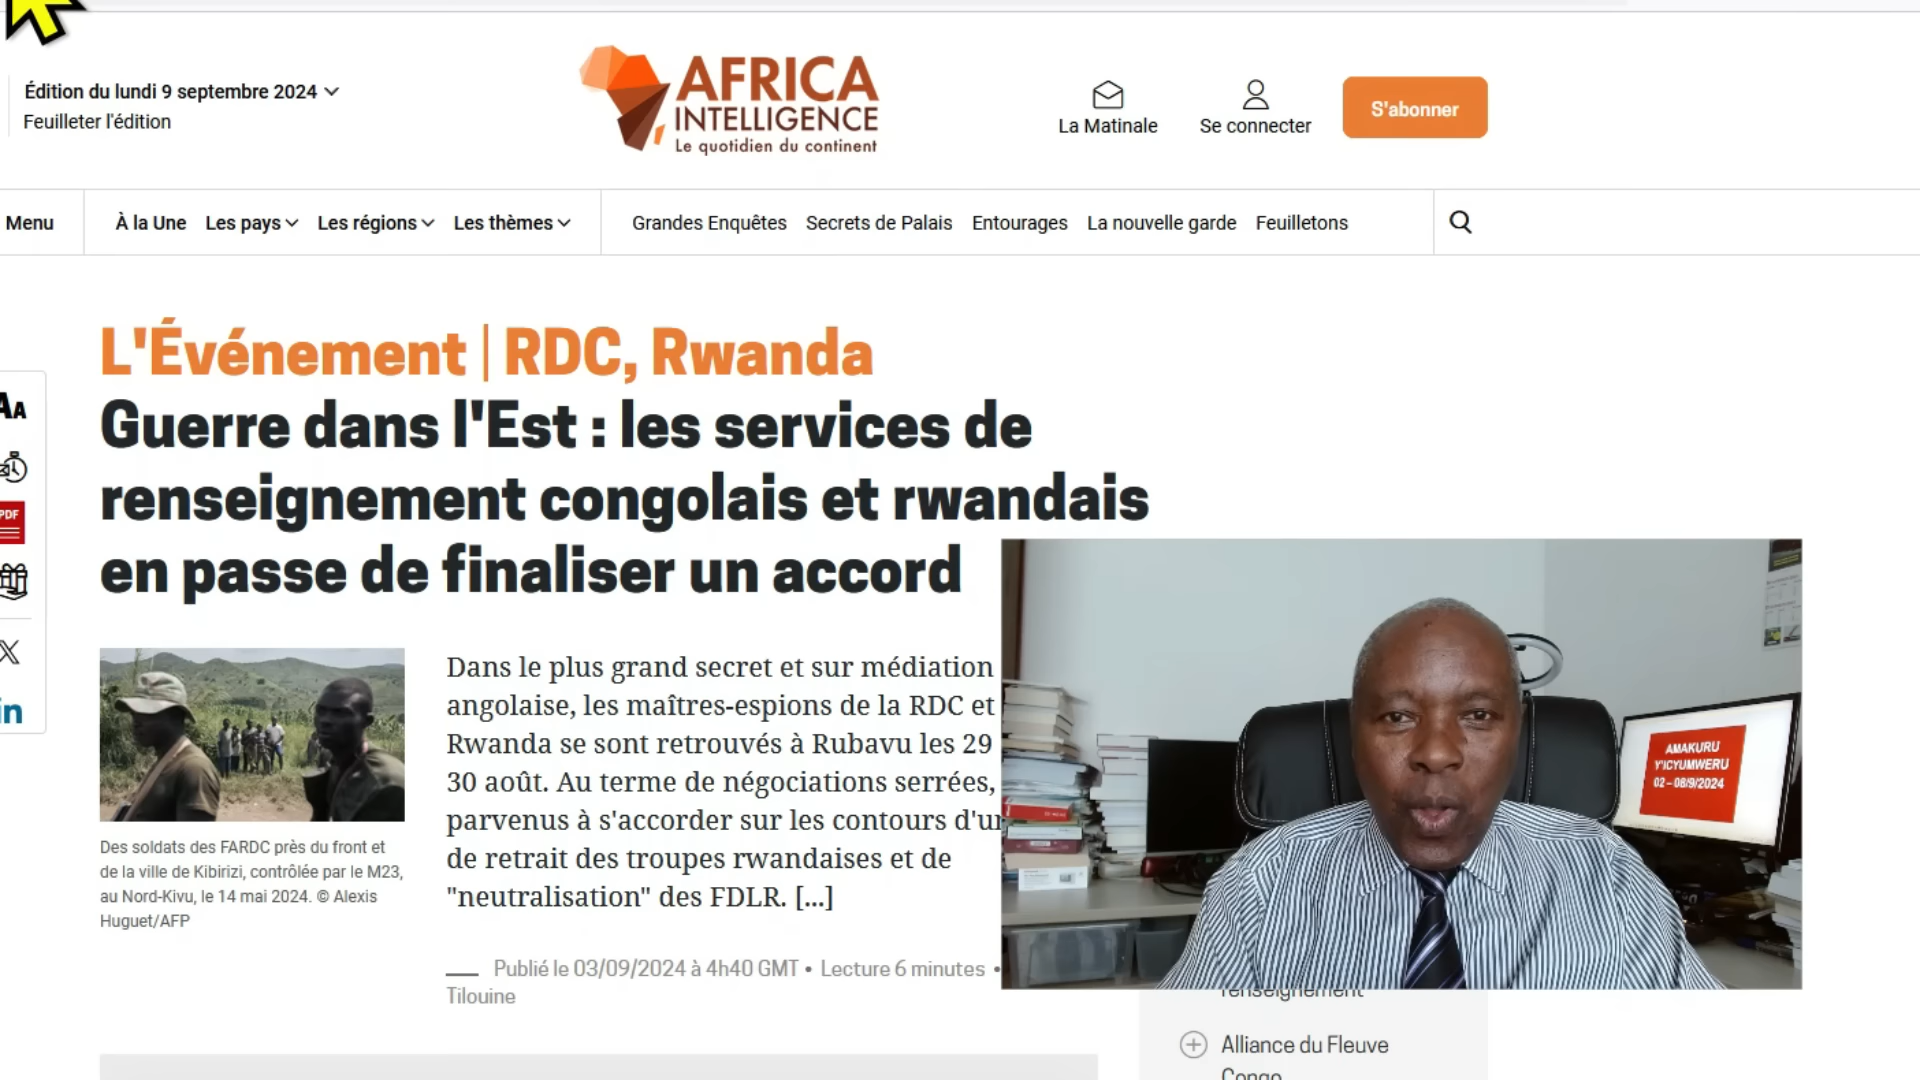 Édition du lundi 9 septembre 2024
Feuilleter l'édition
AFRICA
INTELLIGENCE
Le quotidien du continent
La Matinale
Se connecter
S'abonner
Menu
À la Une
Les pays
Les régions
Les thèmes
Grandes Enquêtes
Secrets de Palais
Entourages
La nouvelle garde
Feuilletons
L'Événement | RDC, Rwanda
Guerre dans l'Est : les services de
renseignement congolais et rwandais
en passe de finaliser un accord
AA
PDF
X
in
Des soldats des FARDC près du front et
de la ville de Kibirizi, contrôlée par le M23,
au Nord-Kivu, le 14 mai 2024. © Alexis
Huguet/AFP
Dans le plus grand secret et sur médiation
angolaise, les maîtres-espions de la RDC et
Rwanda se sont retrouvés à Rubavu les 29
30 août. Au terme de négociations serrées,
parvenus à s'accorder sur les contours
de retrait des troupes rwandaises et de
"neutralisation" des FDLR. [...]
Publié le 03/09/2024 à 4h40 GMT • Lecture 6 minutes •
Tilouine
AMAKURU
Y'ICYUMWERU
02 – 08/9/2024
renseignement
Alliance du Fleuve
Congo